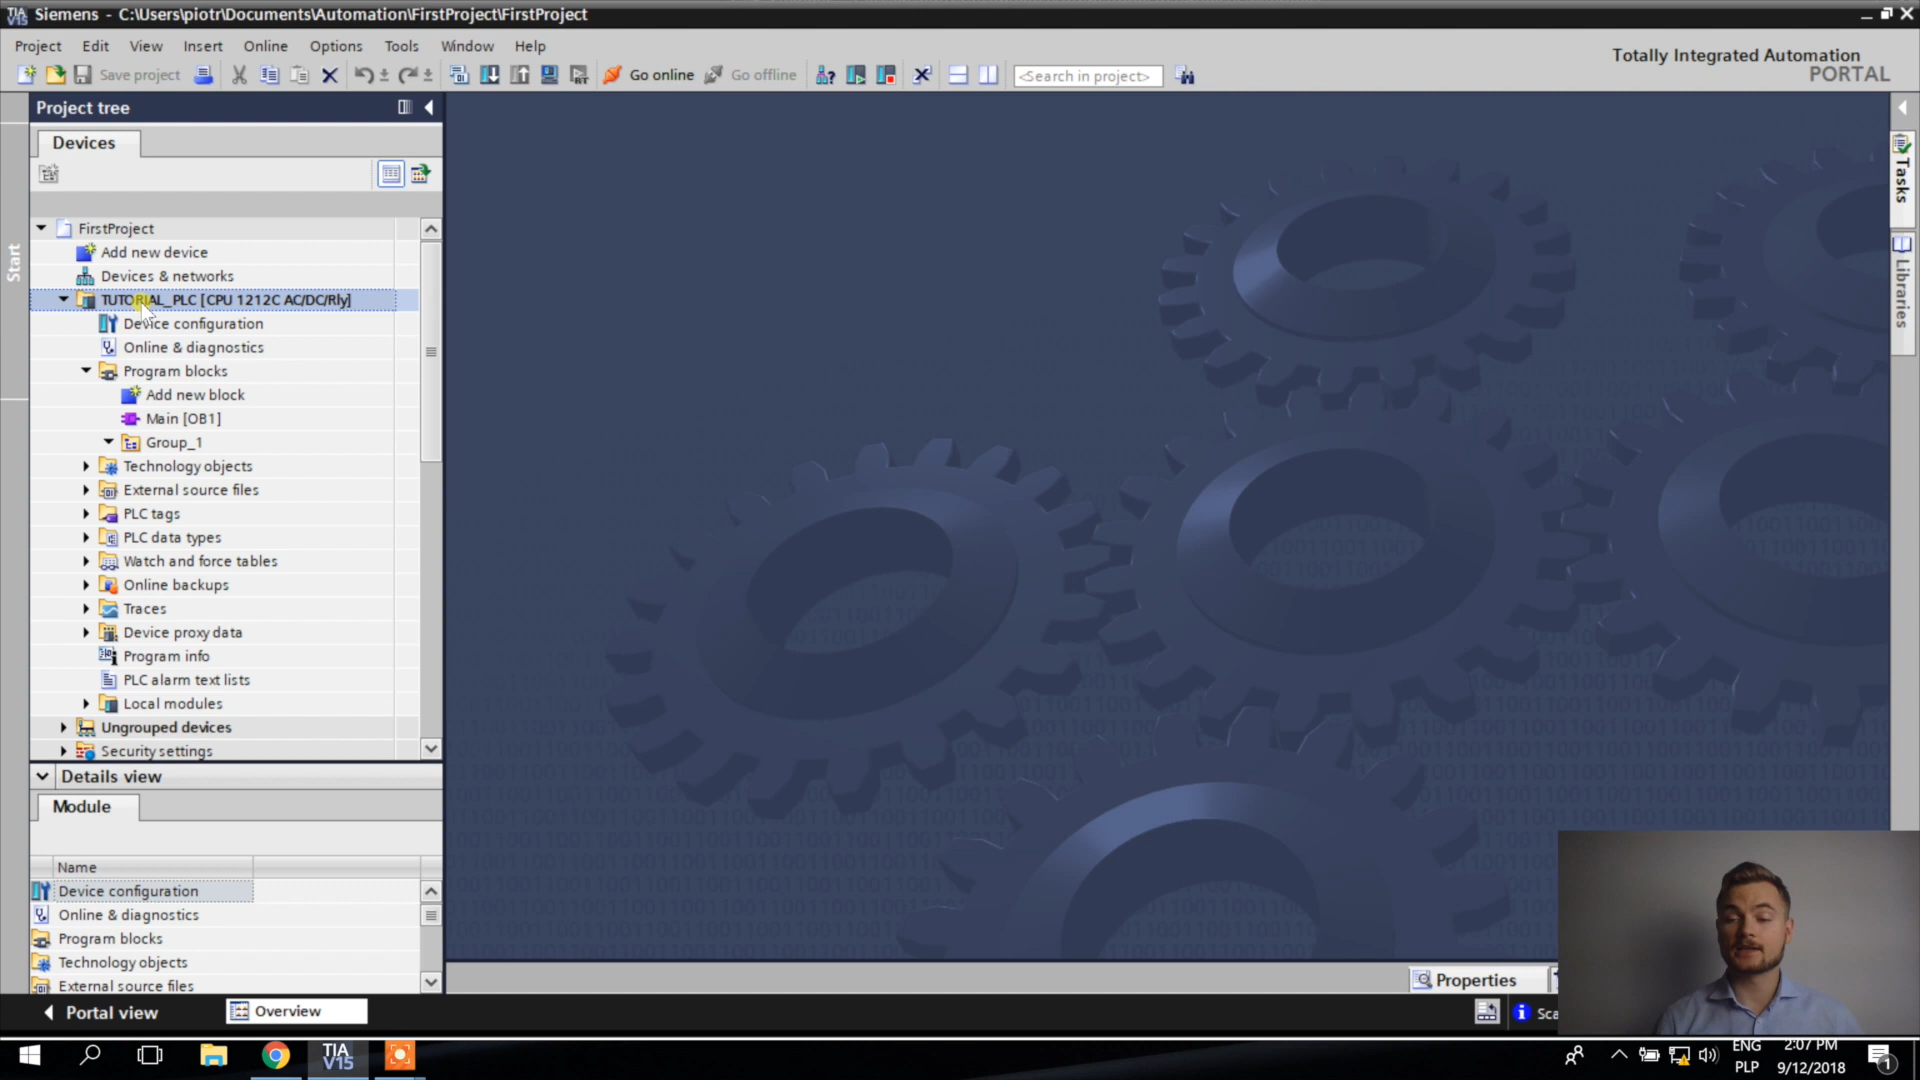 TIA V15 Siemens - C:\Users\piotr\Documents\Automation\FirstProject\FirstProject
Project Edit View Insert Online Options Tools Window Help
Totally Integrated Automation
PORTAL
Save project
Go online
Go offline
<Search in project>
Project tree
Devices
Start
Tasks
Libraries
FirstProject
Add new device
Devices & networks
TUTORIAL_PLC [CPU 1212C AC/DC/Rly]
Device configuration
Online & diagnostics
Program blocks
Add new block
Main [OB1]
Group_1
Technology objects
External source files
PLC tags
PLC data types
Watch and force tables
Online backups
Traces
Device proxy data
Program info
PLC alarm text lists
Local modules
Ungrouped devices
Security settings
Details view
Module
Name
Device configuration
Online & diagnostics
Program blocks
Technology objects
External source files
Properties
Portal view
Overview
Sca
TIA
V15
ENG
PLP
2:07 PM
9/12/2018
1